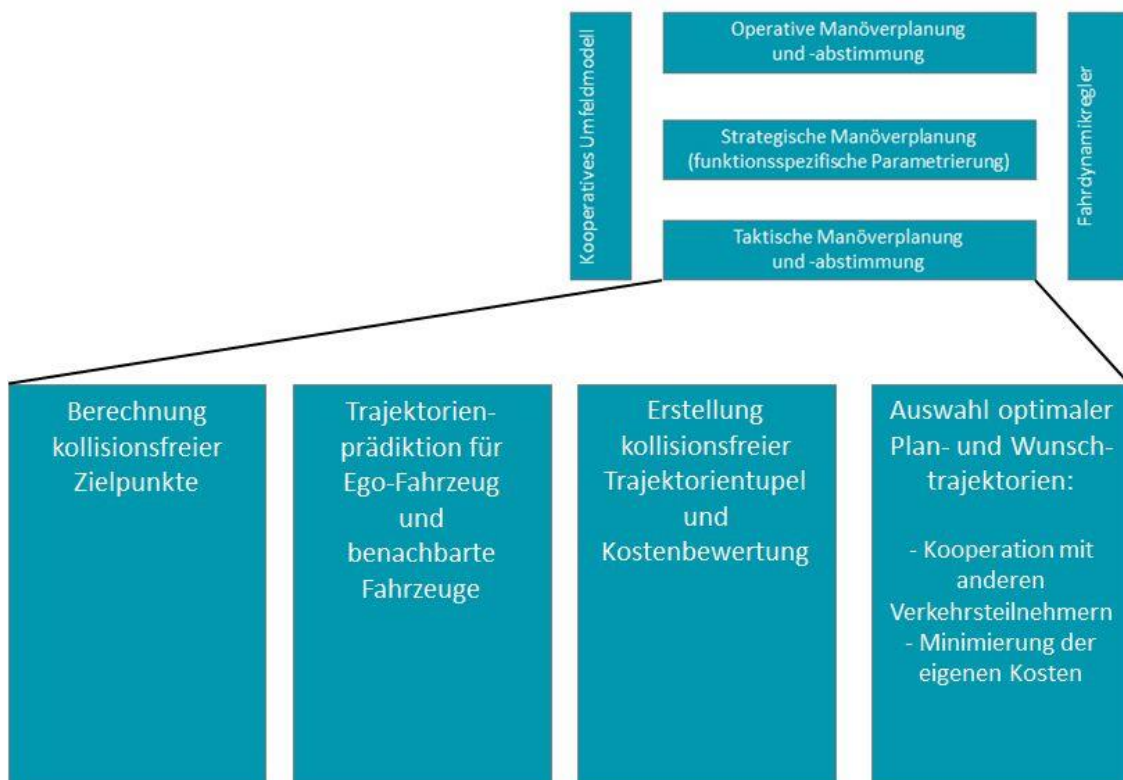 Kooperatives Umfeldmodell
Operative Manöverplanung
und -abstimmung
Strategische Manöverplanung
(funktionsspezifische Parametrierung)
Taktische Manöverplanung
und -abstimmung
Fahrdynamikregler
Berechnung
kollisionsfreier
Zielpunkte
Trajektorien-
prädiktion für
Ego-Fahrzeug
und
benachbarte
Fahrzeuge
Erstellung
kollisionsfreier
Trajektorientupel
und
Kostenbewertung
Auswahl optimaler
Plan- und Wunsch-
trajektorien:
- Kooperation mit
anderen
Verkehrsteilnehmern
- Minimierung der
eigenen Kosten